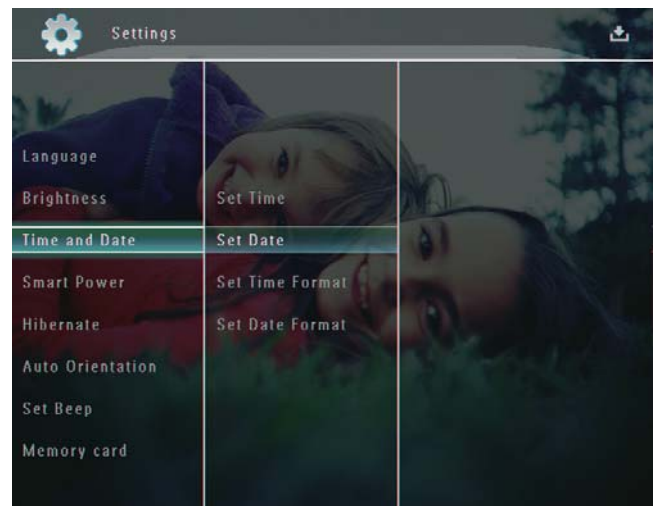 Settings
Language
Brightness
Time and Date
Smart Power
Hibernate
Auto Orientation
Set Beep
Memory card
Set Time
Set Date
Set Time Format
Set Date Format